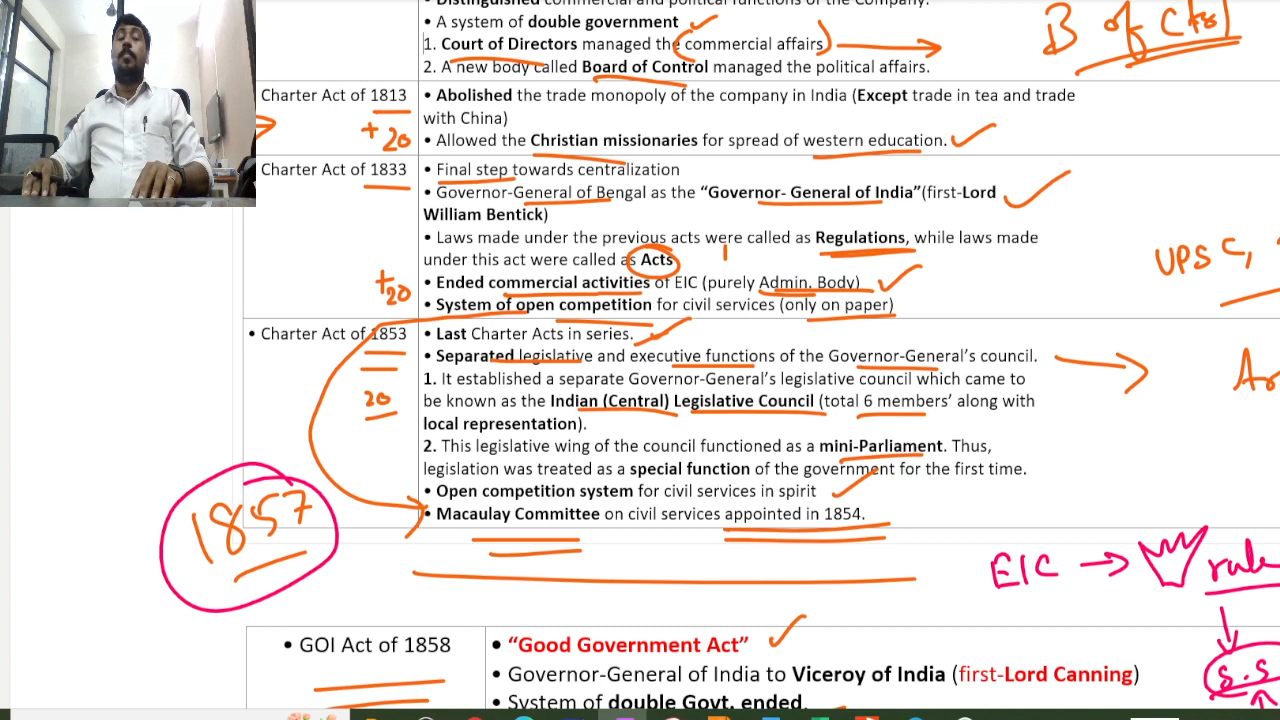 • Distinguished commercial and political functions of the Company.
• A system of double government
1. Court of Directors managed the (commercial affairs)
B of Ctrl
2. A new body called Board of Control managed the political affairs.
Charter Act of 1813
+20
• Abolished the trade monopoly of the company in India (Except trade in tea and trade
with China)
• Allowed the Christian missionaries for spread of western education.
Charter Act of 1833
+20
• Final step towards centralization
• Governor-General of Bengal as the “Governor- General of India”(first-Lord
William Bentick)
• Laws made under the previous acts were called as Regulations, while laws made
under this act were called as Acts
UPSC,
• Ended commercial activities of EIC (purely Admin. Body)
• System of open competition for civil services (only on paper)
• Charter Act of 1853
20
• Last Charter Acts in series.
• Separated legislative and executive functions of the Governor-General’s council.
1. It established a separate Governor-General’s legislative council which came to
be known as the Indian (Central) Legislative Council (total 6 members’ along with
local representation).
2. This legislative wing of the council functioned as a mini-Parliament. Thus,
legislation was treated as a special function of the government for the first time.
• Open competition system for civil services in spirit
• Macaulay Committee on civil services appointed in 1854.
1857
EIC → rule
S.S
• GOI Act of 1858
• “Good Government Act”
• Governor-General of India to Viceroy of India (first-Lord Canning)
• System of double Govt. ended.